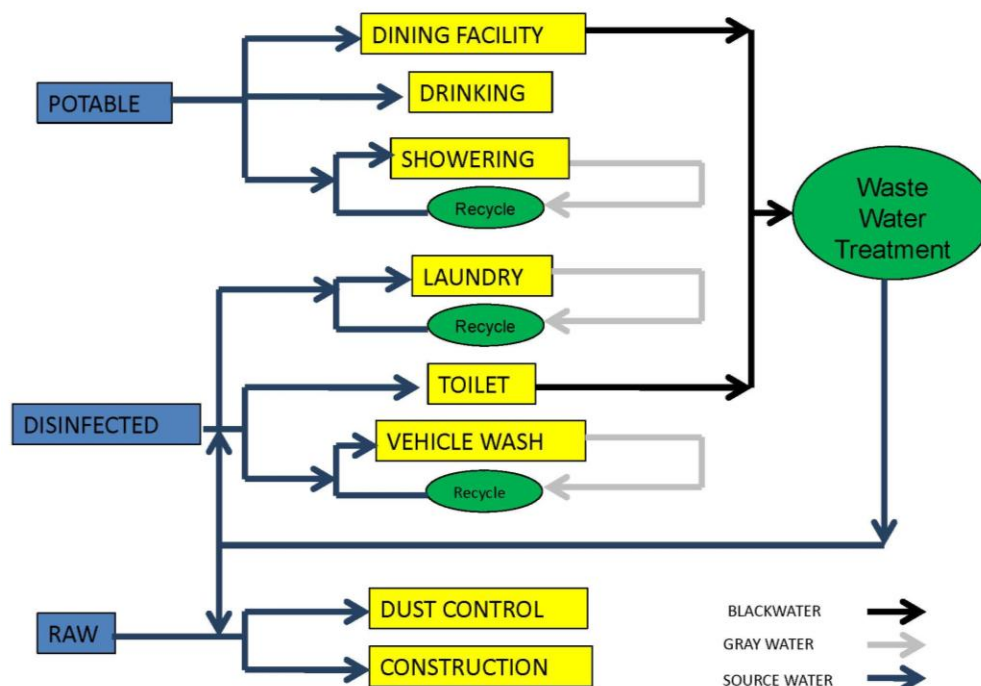 DINING FACILITY
POTABLE
DRINKING
SHOWERING
Recycle
Waste
Water
Treatment
LAUNDRY
Recycle
TOILET
DISINFECTED
VEHICLE WASH
Recycle
DUST CONTROL
RAW
CONSTRUCTION
BLACKWATER
GRAY WATER
SOURCE WATER